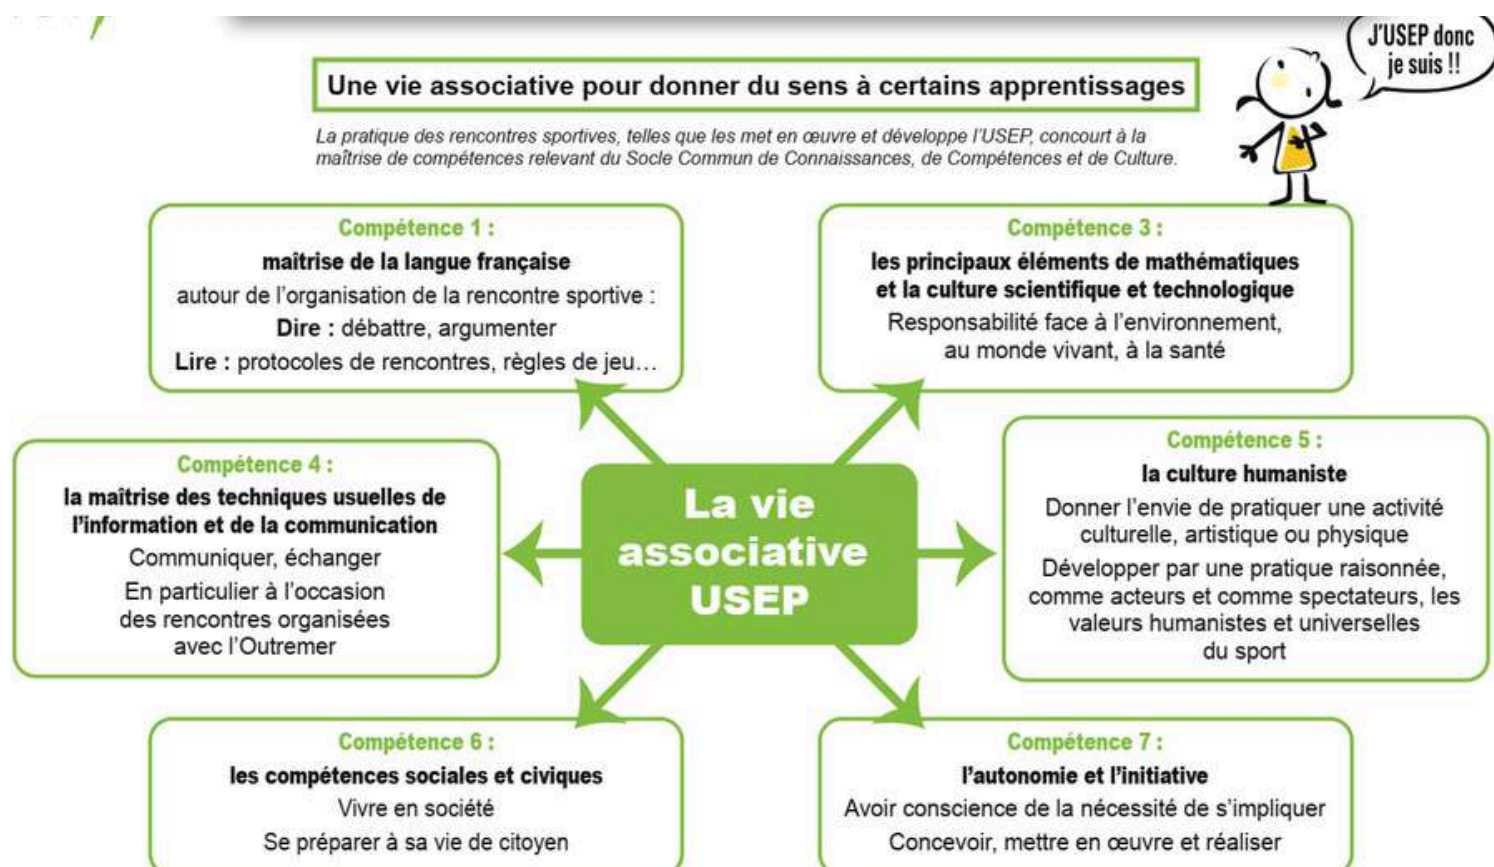 J'USEP donc
je suis !!
Une vie associative pour donner du sens à certains apprentissages
La pratique des rencontres sportives, telles que les met en œuvre et développe l'USEP, concourt à la
maîtrise de compétences relevant du Socle Commun de Connaissances, de Compétences et de Culture.
Compétence 1 :
maîtrise de la langue française
autour de l'organisation de la rencontre sportive :
Dire : débattre, argumenter
Lire : protocoles de rencontres, règles de jeu…
Compétence 3 :
les principaux éléments de mathématiques
et la culture scientifique et technologique
Responsabilité face à l'environnement,
au monde vivant, à la santé
Compétence 4 :
la maîtrise des techniques usuelles de
l'information et de la communication
Communiquer, échanger
En particulier à l'occasion
des rencontres organisées
avec l'Outremer
La vie
associative
USEP
Compétence 5 :
la culture humaniste
Donner l'envie de pratiquer une activité
culturelle, artistique ou physique
Développer par une pratique raisonnée,
comme acteurs et comme spectateurs, les
valeurs humanistes et universelles
du sport
Compétence 6 :
les compétences sociales et civiques
Vivre en société
Se préparer à sa vie de citoyen
Compétence 7 :
l'autonomie et l'initiative
Avoir conscience de la nécessité de s'impliquer
Concevoir, mettre en œuvre et réaliser